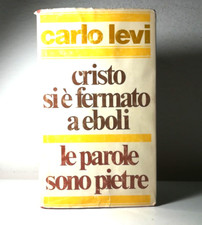 carlo levi
cristo
si è fermato
a eboli
le parole
sono pietre